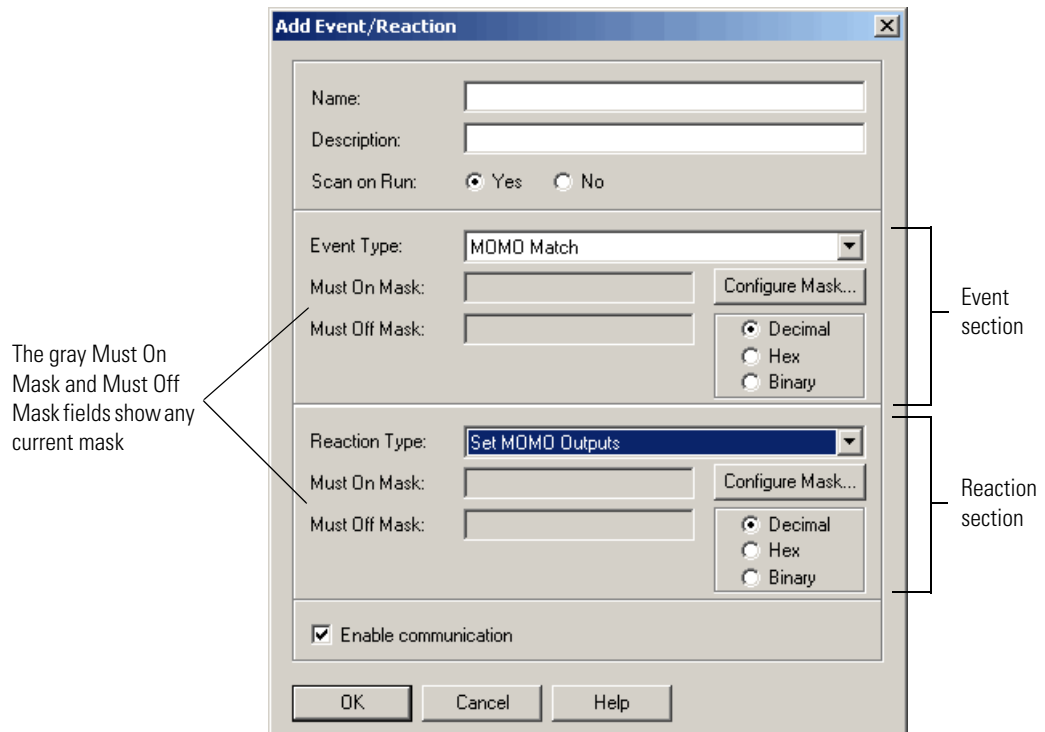 Add Event/Reaction
Name:
Description:
Scan on Run:
Yes
No
Event Type:
MOMO Match
Must On Mask:
Configure Mask...
Must Off Mask:
Decimal
Hex
Binary
Event
section
The gray Must On
Mask and Must Off
Mask fields show any
current mask
Reaction Type:
Set MOMO Outputs
Must On Mask:
Configure Mask...
Must Off Mask:
Decimal
Hex
Binary
Reaction
section
Enable communication
OK
Cancel
Help